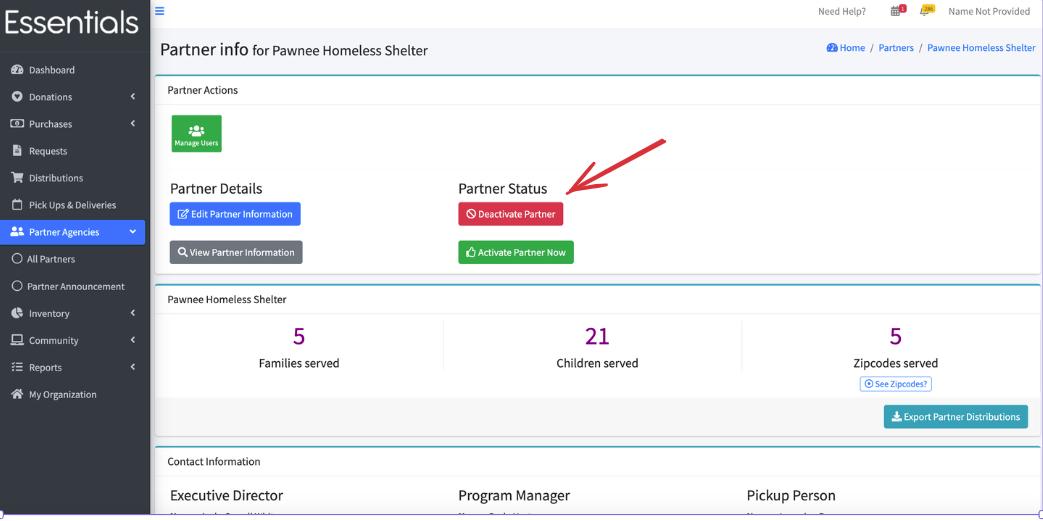 ESSENTIALS
Need Help?
1
286
Name Not Provided
Dashboard
Donations
Purchases
Requests
Distributions
Pick Ups & Deliveries
Partner Agencies
All Partners
Partner Announcement
Inventory
Community
Reports
My Organization
Partner info for Pawnee Homeless Shelter
Home / Partners / Pawnee Homeless Shelter
Partner Actions
Manage Users
Partner Details
Edit Partner Information
View Partner Information
Partner Status
Deactivate Partner
Activate Partner Now
Pawnee Homeless Shelter
5
Families served
21
Children served
5
Zipcodes served
See Zipcodes?
Export Partner Distributions
Contact Information
Executive Director
Program Manager
Pickup Person